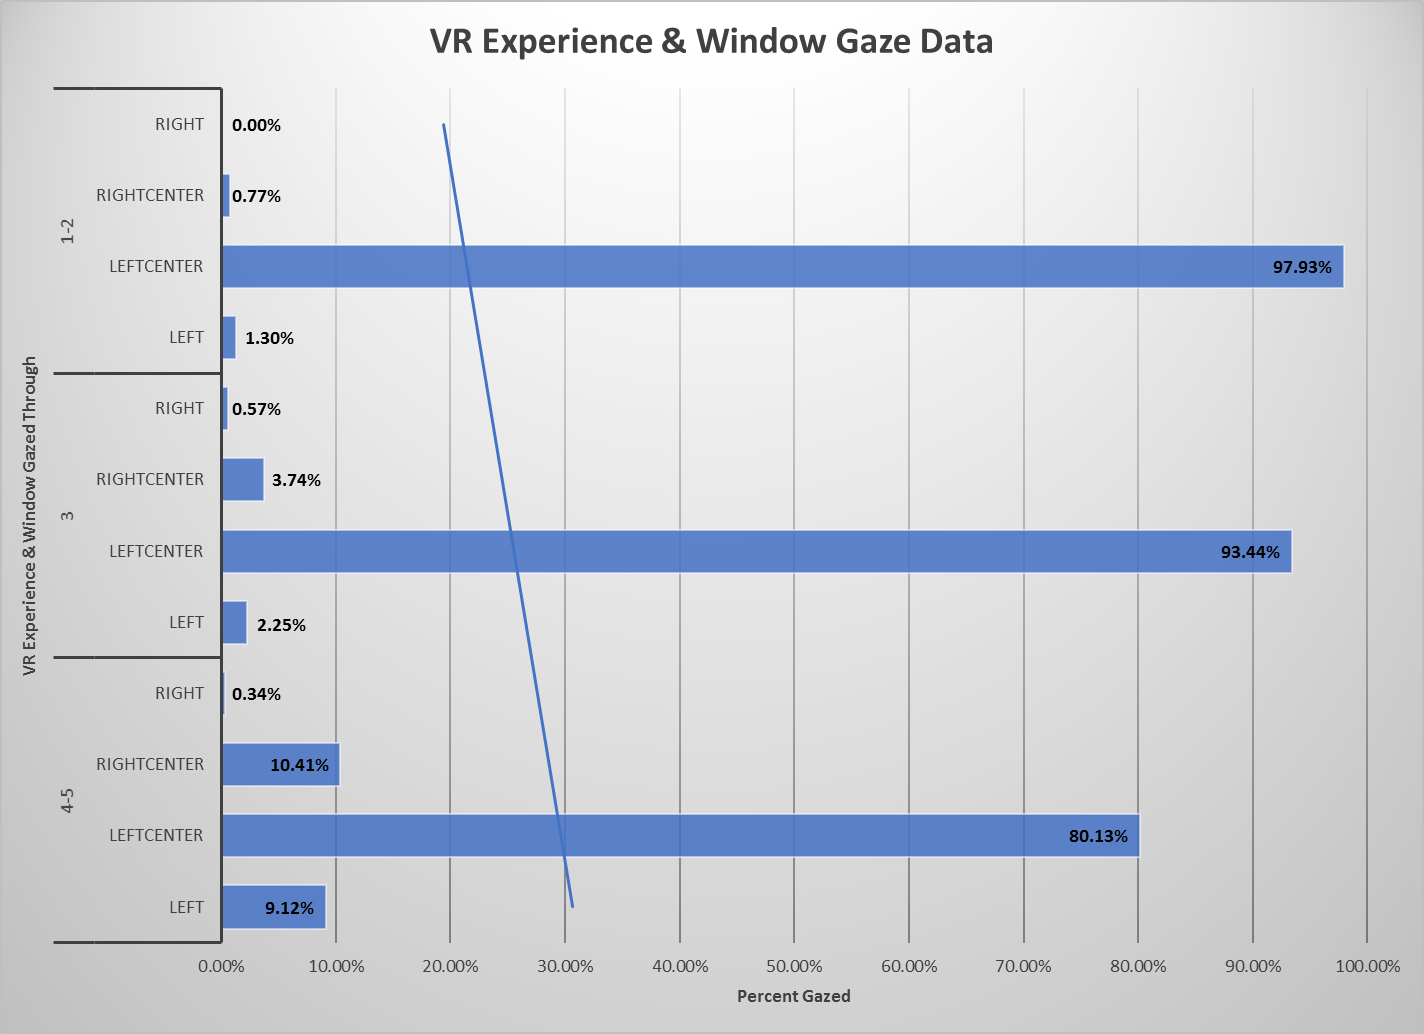 VR Experience & Window Gaze Data
VR Experience & Window Gazed Through
1-2
RIGHT 0.00%
RIGHTCENTER 0.77%
LEFTCENTER 97.93%
LEFT 1.30%
3
RIGHT 0.57%
RIGHTCENTER 3.74%
LEFTCENTER 93.44%
LEFT 2.25%
4-5
RIGHT 0.34%
RIGHTCENTER 10.41%
LEFTCENTER 80.13%
LEFT 9.12%
0.00% 10.00% 20.00% 30.00% 40.00% 50.00% 60.00% 70.00% 80.00% 90.00% 100.00%
Percent Gazed